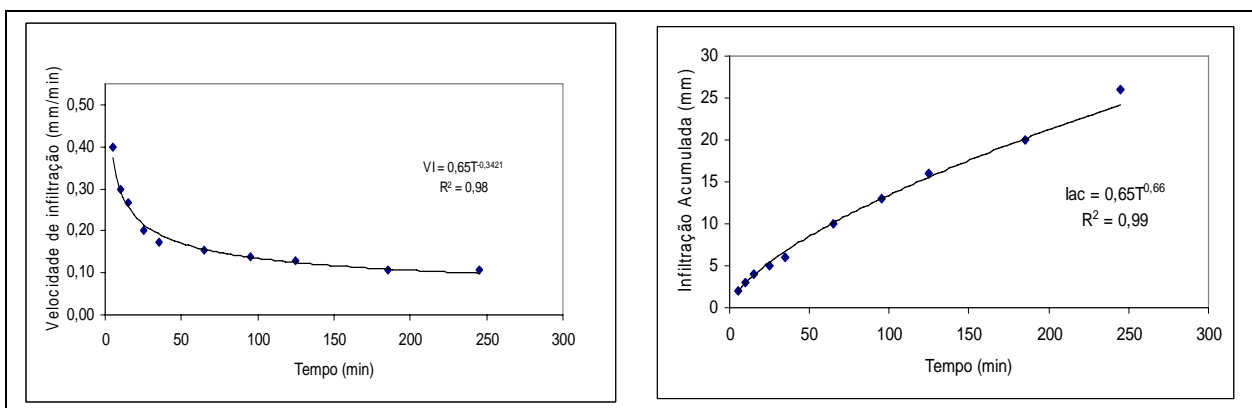 Velocidade de infiltração (mm/min)
0,50
0,40
0,30
0,20
0,10
0,00
0 50 100 150 200 250 300
Tempo (min)
VI = 0,65T-0,3421
R2 = 0,98
Infiltração Acumulada (mm)
30
25
20
15
10
5
0
0 50 100 150 200 250 300
Tempo (min)
Iac = 0,65T0,66
R2 = 0,99